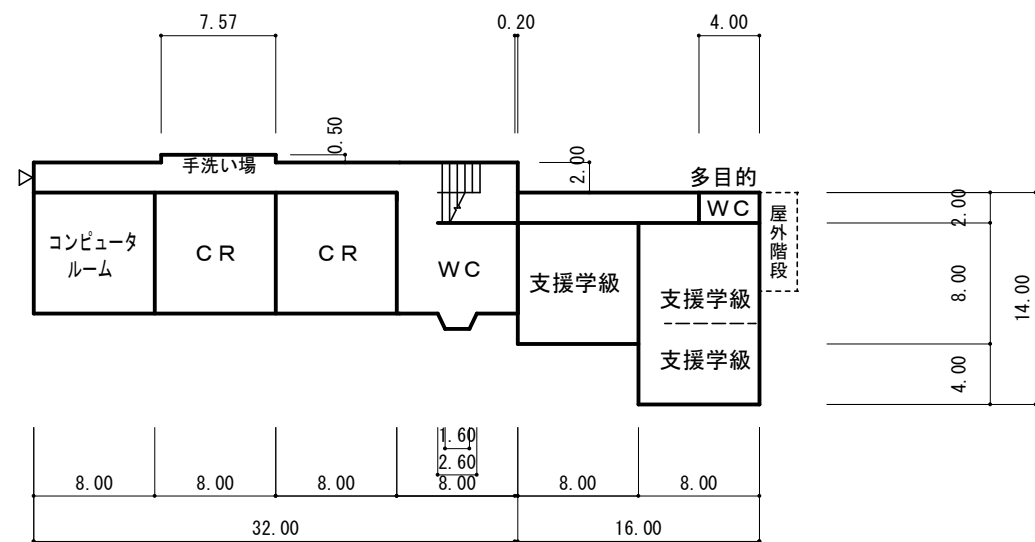 7.57
0.20
4.00
0.50
手洗い場
2.00
多目的
WC
屋外階段
2.00
コンピュータ
ルーム
CR
CR
WC
支援学級
支援学級
支援学級
8.00
14.00
4.00
1.60
2.60
8.00
8.00
8.00
8.00
8.00
8.00
32.00
16.00